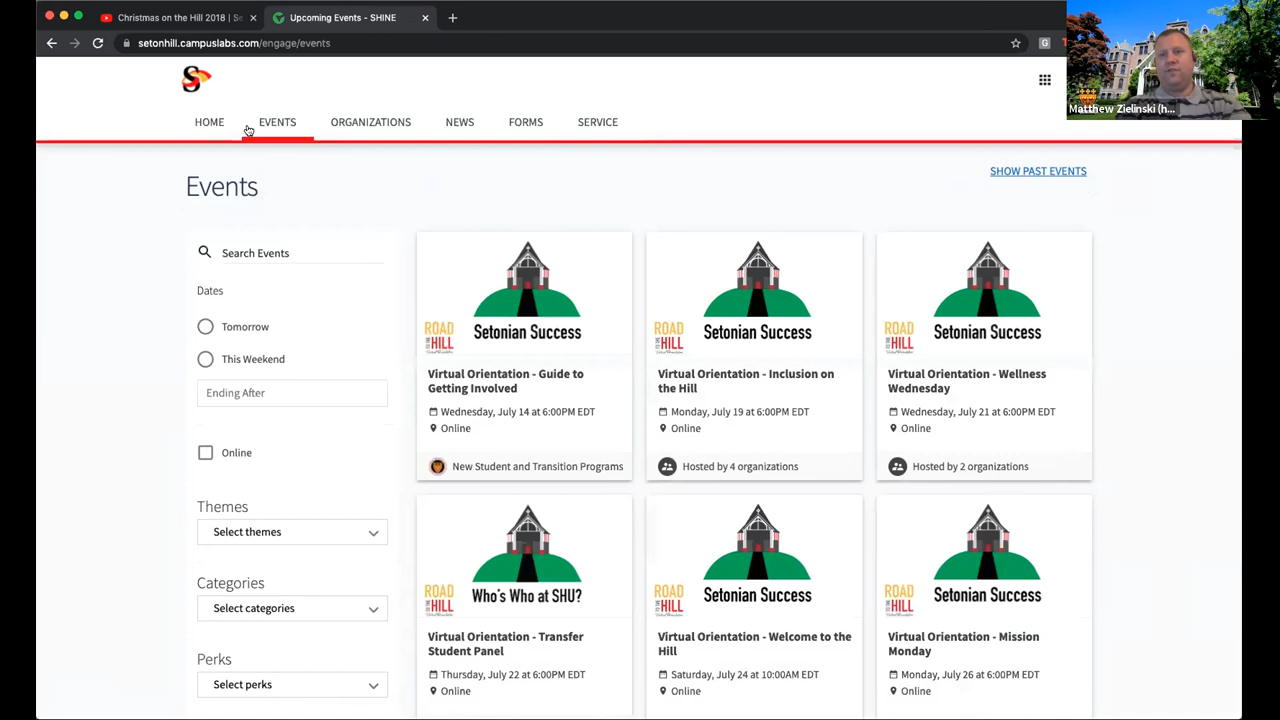 Christmas on the Hill 2018 | Se
Upcoming Events - SHINE
setonhill.campuslabs.com/engage/events
G
Matthew Zielinski (h...
S
HOME
EVENTS
ORGANIZATIONS
NEWS
FORMS
SERVICE
Events
SHOW PAST EVENTS
Search Events
Dates
Tomorrow
This Weekend
Ending After
Online
Themes
Select themes
Categories
Select categories
Perks
Select perks
ROAD
HILL
Setonian Success
Virtual Orientation - Guide to
Getting Involved
Wednesday, July 14 at 6:00PM EDT
Online
New Student and Transition Programs
ROAD
HILL
Setonian Success
Virtual Orientation - Inclusion on
the Hill
Monday, July 19 at 6:00PM EDT
Online
Hosted by 4 organizations
ROAD
HILL
Setonian Success
Virtual Orientation - Wellness
Wednesday
Wednesday, July 21 at 6:00PM EDT
Online
Hosted by 2 organizations
ROAD
HILL
Who's Who at SHU?
Virtual Orientation - Transfer
Student Panel
Thursday, July 22 at 6:00PM EDT
Online
ROAD
HILL
Setonian Success
Virtual Orientation - Welcome to the
Hill
Saturday, July 24 at 10:00AM EDT
Online
ROAD
HILL
Setonian Success
Virtual Orientation - Mission
Monday
Monday, July 26 at 6:00PM EDT
Online